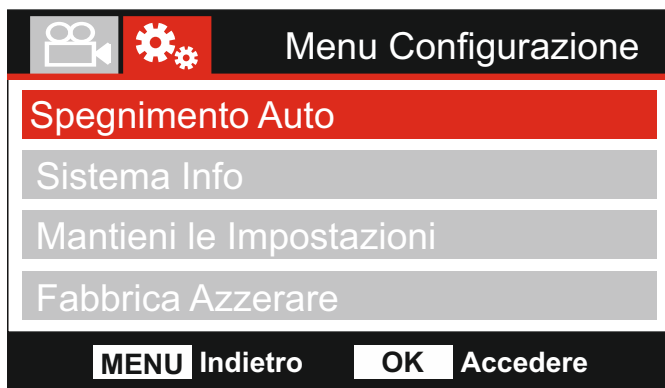 Menu Configurazione
Spegnimento Auto
Sistema Info
Mantieni le Impostazioni
Fabbrica Azzerare
MENU Indietro OK Accedere